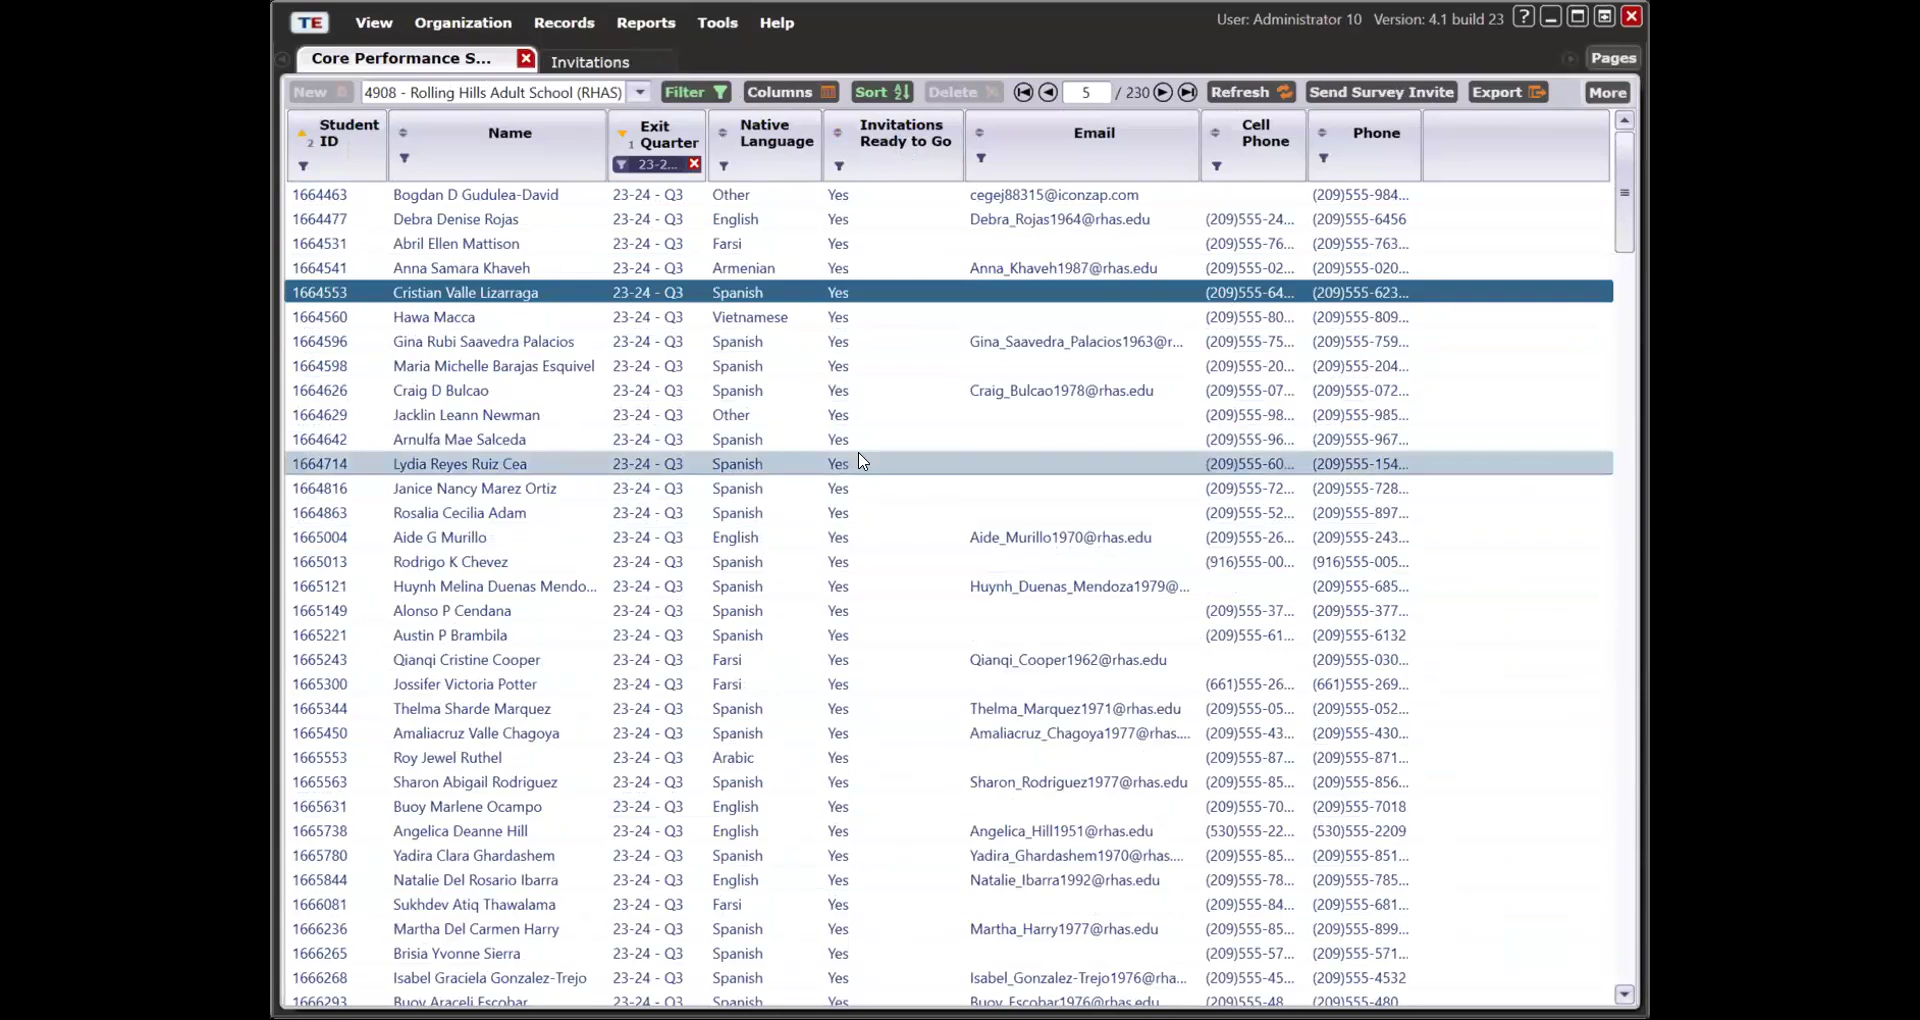 TE View Organization Records Reports Tools Help User: Administrator 10 Version: 4.1 build 23 ?
Core Performance S... Invitations Pages
New 4908 - Rolling Hills Adult School (RHAS) Filter Columns Sort Delete 5 / 230 Refresh Send Survey Invite Export More
Student ID Name Exit Quarter Native Language Invitations Ready to Go Email Cell Phone Phone
2 1 23-2...
1664463 Bogdan D Gudulea-David 23-24 - Q3 Other Yes cegej88315@iconzap.com (209)555-984...
1664477 Debra Denise Rojas 23-24 - Q3 English Yes Debra_Rojas1964@rhas.edu (209)555-24... (209)555-6456
1664531 Abril Ellen Mattison 23-24 - Q3 Farsi Yes (209)555-76... (209)555-763...
1664541 Anna Samara Khaveh 23-24 - Q3 Armenian Yes Anna_Khaveh1987@rhas.edu (209)555-02... (209)555-020...
1664553 Cristian Valle Lizarraga 23-24 - Q3 Spanish Yes (209)555-64... (209)555-623...
1664560 Hawa Macca 23-24 - Q3 Vietnamese Yes (209)555-80... (209)555-809...
1664596 Gina Rubi Saavedra Palacios 23-24 - Q3 Spanish Yes Gina_Saavedra_Palacios1963@r... (209)555-75... (209)555-759...
1664598 Maria Michelle Barajas Esquivel 23-24 - Q3 Spanish Yes (209)555-20... (209)555-204...
1664626 Craig D Bulcao 23-24 - Q3 Spanish Yes Craig_Bulcao1978@rhas.edu (209)555-07... (209)555-072...
1664629 Jacklin Leann Newman 23-24 - Q3 Other Yes (209)555-98... (209)555-985...
1664642 Arnulfa Mae Salceda 23-24 - Q3 Spanish Yes (209)555-96... (209)555-967...
1664714 Lydia Reyes Ruiz Cea 23-24 - Q3 Spanish Yes (209)555-60... (209)555-154...
1664816 Janice Nancy Marez Ortiz 23-24 - Q3 Spanish Yes (209)555-72... (209)555-728...
1664863 Rosalia Cecilia Adam 23-24 - Q3 Spanish Yes (209)555-52... (209)555-897...
1665004 Aide G Murillo 23-24 - Q3 English Yes Aide_Murillo1970@rhas.edu (209)555-26... (209)555-243...
1665013 Rodrigo K Chevez 23-24 - Q3 Spanish Yes (916)555-00... (916)555-005...
1665121 Huynh Melina Duenas Mendo... 23-24 - Q3 Spanish Yes Huynh_Duenas_Mendoza1979@... (209)555-685...
1665149 Alonso P Cendana 23-24 - Q3 Spanish Yes (209)555-37... (209)555-377...
1665221 Austin P Brambila 23-24 - Q3 Spanish Yes (209)555-61... (209)555-6132
1665243 Qianqi Cristine Cooper 23-24 - Q3 Farsi Yes Qianqi_Cooper1962@rhas.edu (209)555-030...
1665300 Jossifer Victoria Potter 23-24 - Q3 Farsi Yes (661)555-26... (661)555-269...
1665344 Thelma Sharde Marquez 23-24 - Q3 Spanish Yes Thelma_Marquez1971@rhas.edu (209)555-05... (209)555-052...
1665450 Amaliacruz Valle Chagoya 23-24 - Q3 Spanish Yes Amaliacruz_Chagoya1977@rhas.... (209)555-43... (209)555-430...
1665553 Roy Jewel Ruthel 23-24 - Q3 Arabic Yes (209)555-87... (209)555-871...
1665563 Sharon Abigail Rodriguez 23-24 - Q3 Spanish Yes Sharon_Rodriguez1977@rhas.edu (209)555-85... (209)555-856...
1665631 Buoy Marlene Ocampo 23-24 - Q3 English Yes (209)555-70... (209)555-7018
1665738 Angelica Deanne Hill 23-24 - Q3 English Yes Angelica_Hill1951@rhas.edu (530)555-22... (530)555-2209
1665780 Yadira Clara Ghardashem 23-24 - Q3 Spanish Yes Yadira_Ghardashem1970@rhas.... (209)555-85... (209)555-851...
1665844 Natalie Del Rosario Ibarra 23-24 - Q3 English Yes Natalie_Ibarra1992@rhas.edu (209)555-78... (209)555-785...
1666081 Sukhdev Atiq Thawalama 23-24 - Q3 Farsi Yes (209)555-84... (209)555-681...
1666236 Martha Del Carmen Harry 23-24 - Q3 Spanish Yes Martha_Harry1977@rhas.edu (209)555-85... (209)555-899...
1666265 Brisia Yvonne Sierra 23-24 - Q3 Spanish Yes (209)555-57... (209)555-571...
1666268 Isabel Graciela Gonzalez-Trejo 23-24 - Q3 Spanish Yes Isabel_Gonzalez-Trejo1976@rha... (209)555-45... (209)555-4532
1666293 Buoy Araceli Escobar 23-24 - Q3 Spanish Yes Buoy_Escobar1976@rhas.edu (209)555-48... (209)555-480...